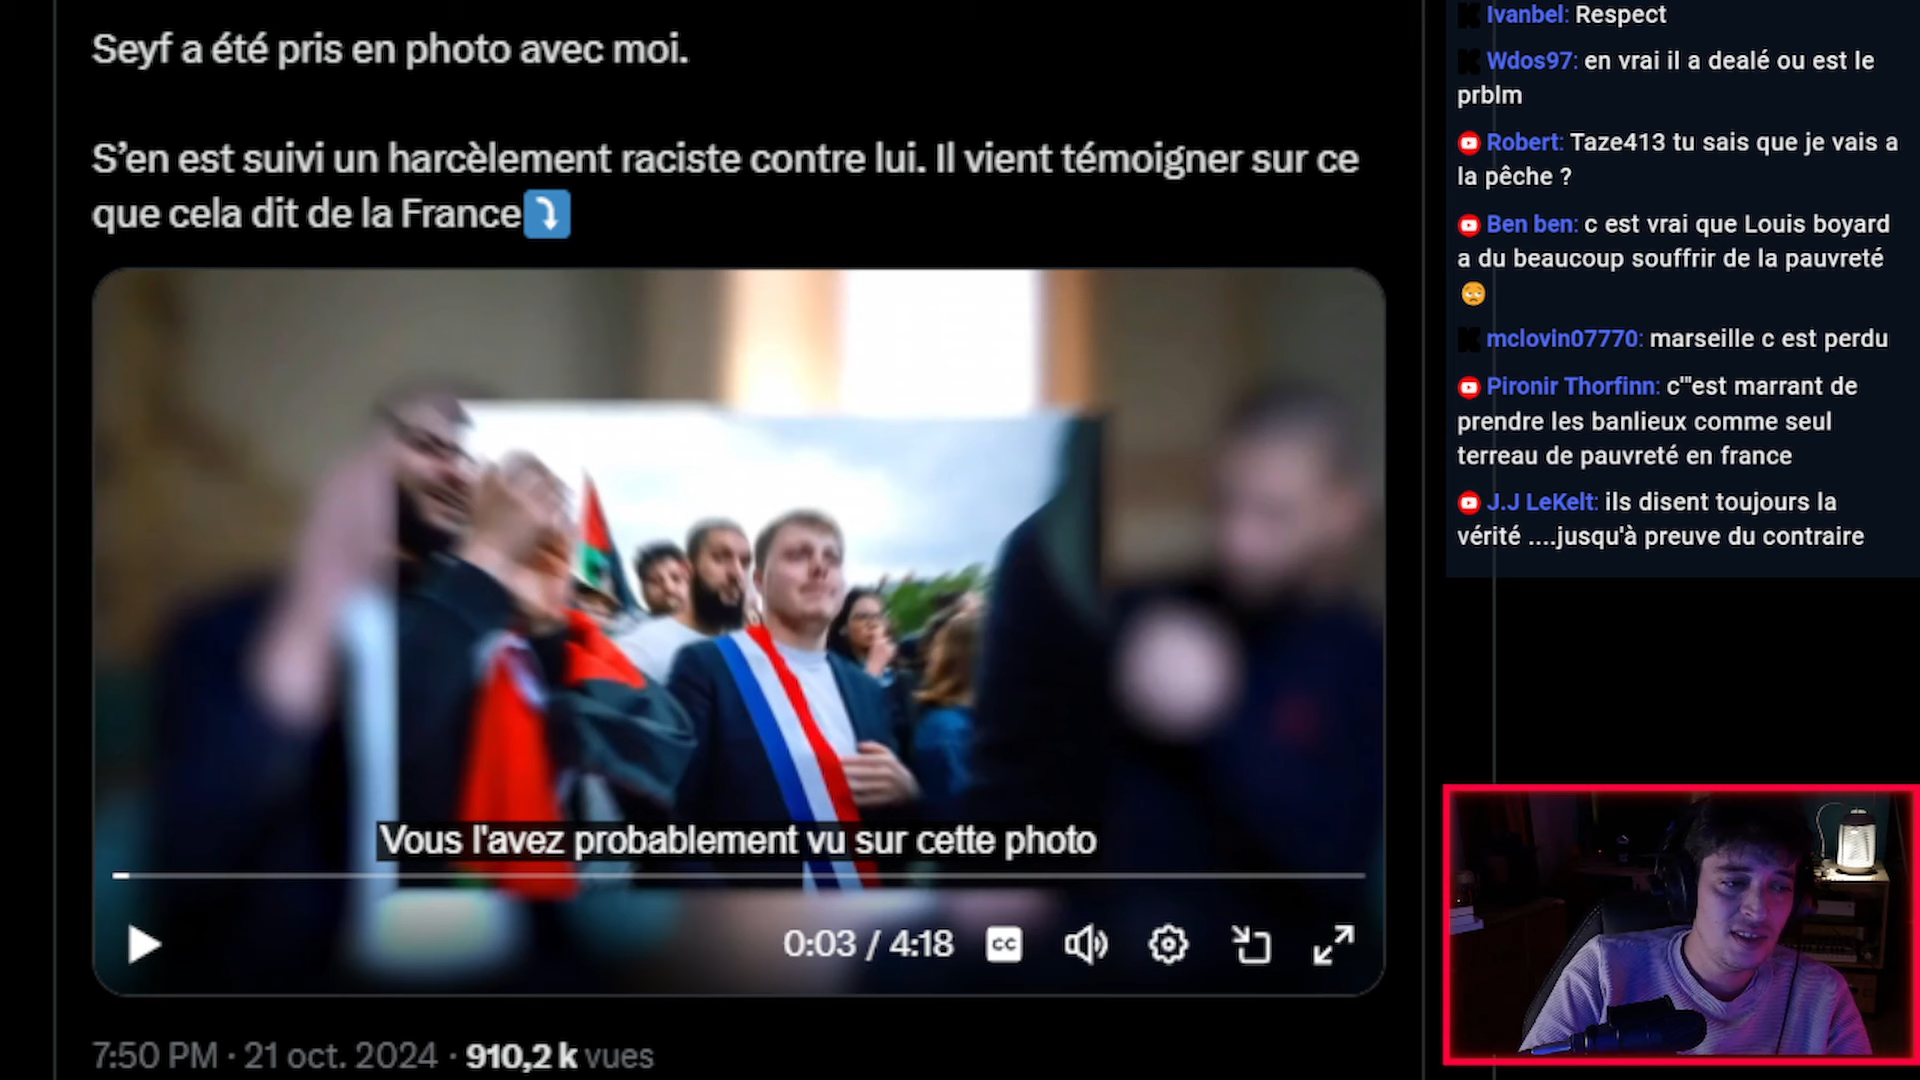 Seyf a été pris en photo avec moi.
S’en est suivi un harcèlement raciste contre lui. Il vient témoigner sur ce
que cela dit de la France⤵️
Vous l'avez probablement vu sur cette photo
0:03 / 4:18
CC
7:50 PM · 21 oct. 2024 · 910,2 k vues
Ivanbel: Respect
Wdos97: en vrai il a dealé ou est le
prblm
Robert: Taze413 tu sais que je vais a
la pêche ?
Ben ben: c est vrai que Louis boyard
a du beaucoup souffrir de la pauvreté
😩
mclovin07770: marseille c est perdu
Pironir Thorfinn: c'"est marrant de
prendre les banlieux comme seul
terreau de pauvreté en france
J.J LeKelt: ils disent toujours la
vérité ....jusqu'à preuve du contraire